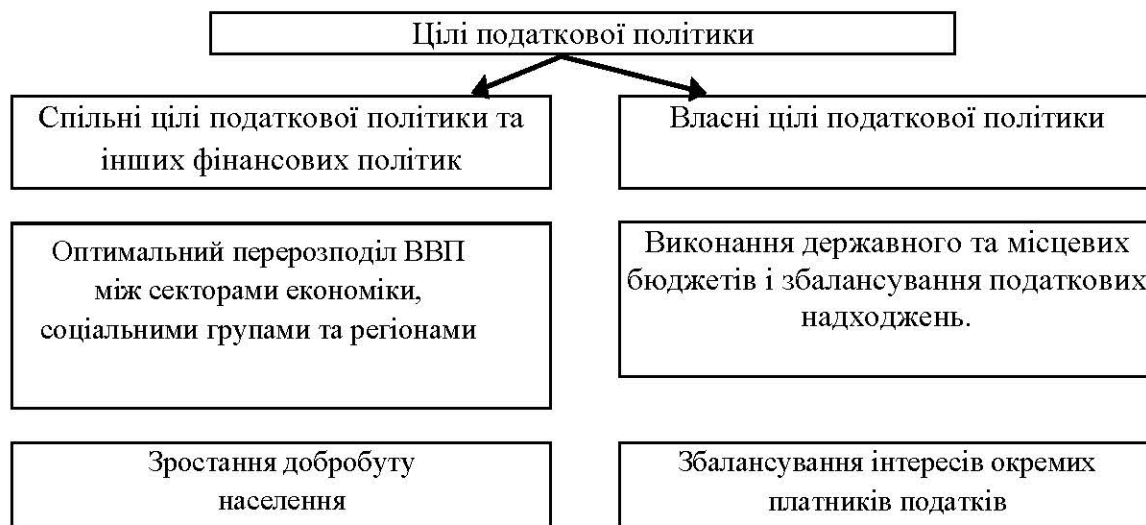 Цілі податкової політики
Спільні цілі податкової політики та
інших фінансових політик
Власні цілі податкової політики
Оптимальний перерозподіл ВВП
між секторами економіки,
соціальними групами та регіонами
Виконання державного та місцевих
бюджетів і збалансування податкових
надходжень.
Зростання добробуту
населення
Збалансування інтересів окремих
платників податків